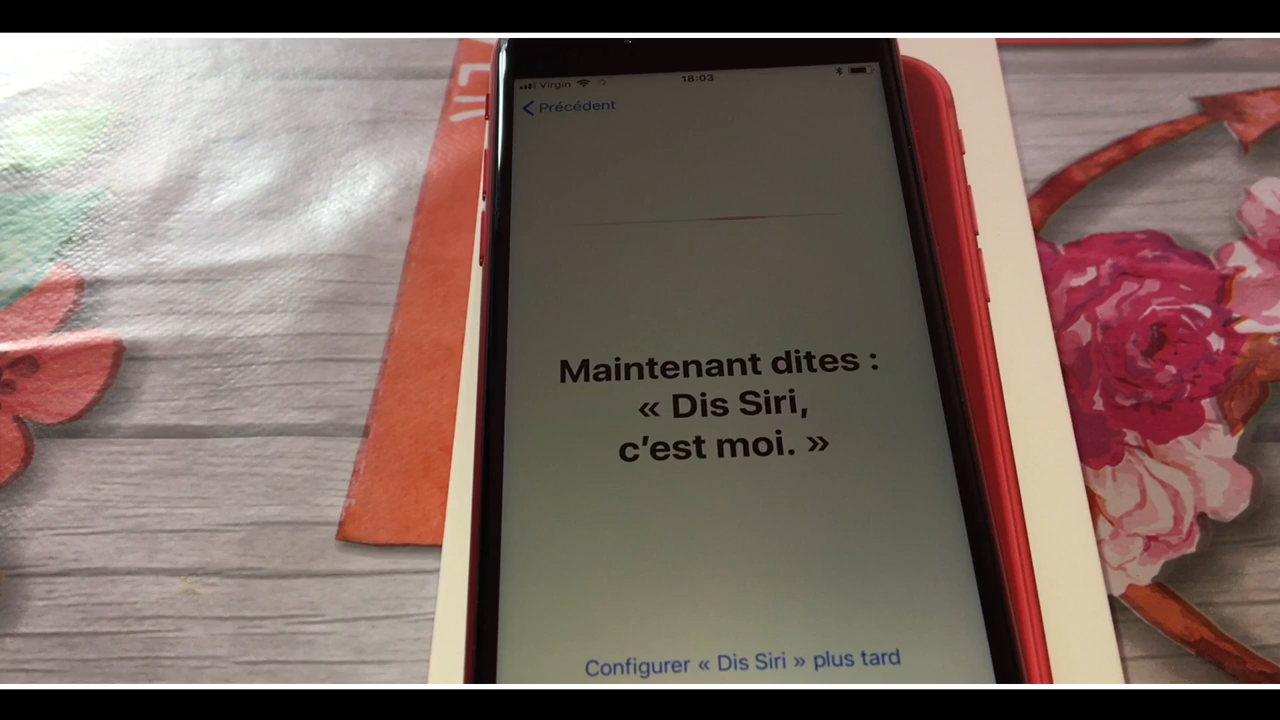 Virgin
18:03
Précédent
Maintenant dites :
« Dis Siri,
c’est moi. »
Configurer « Dis Siri » plus tard